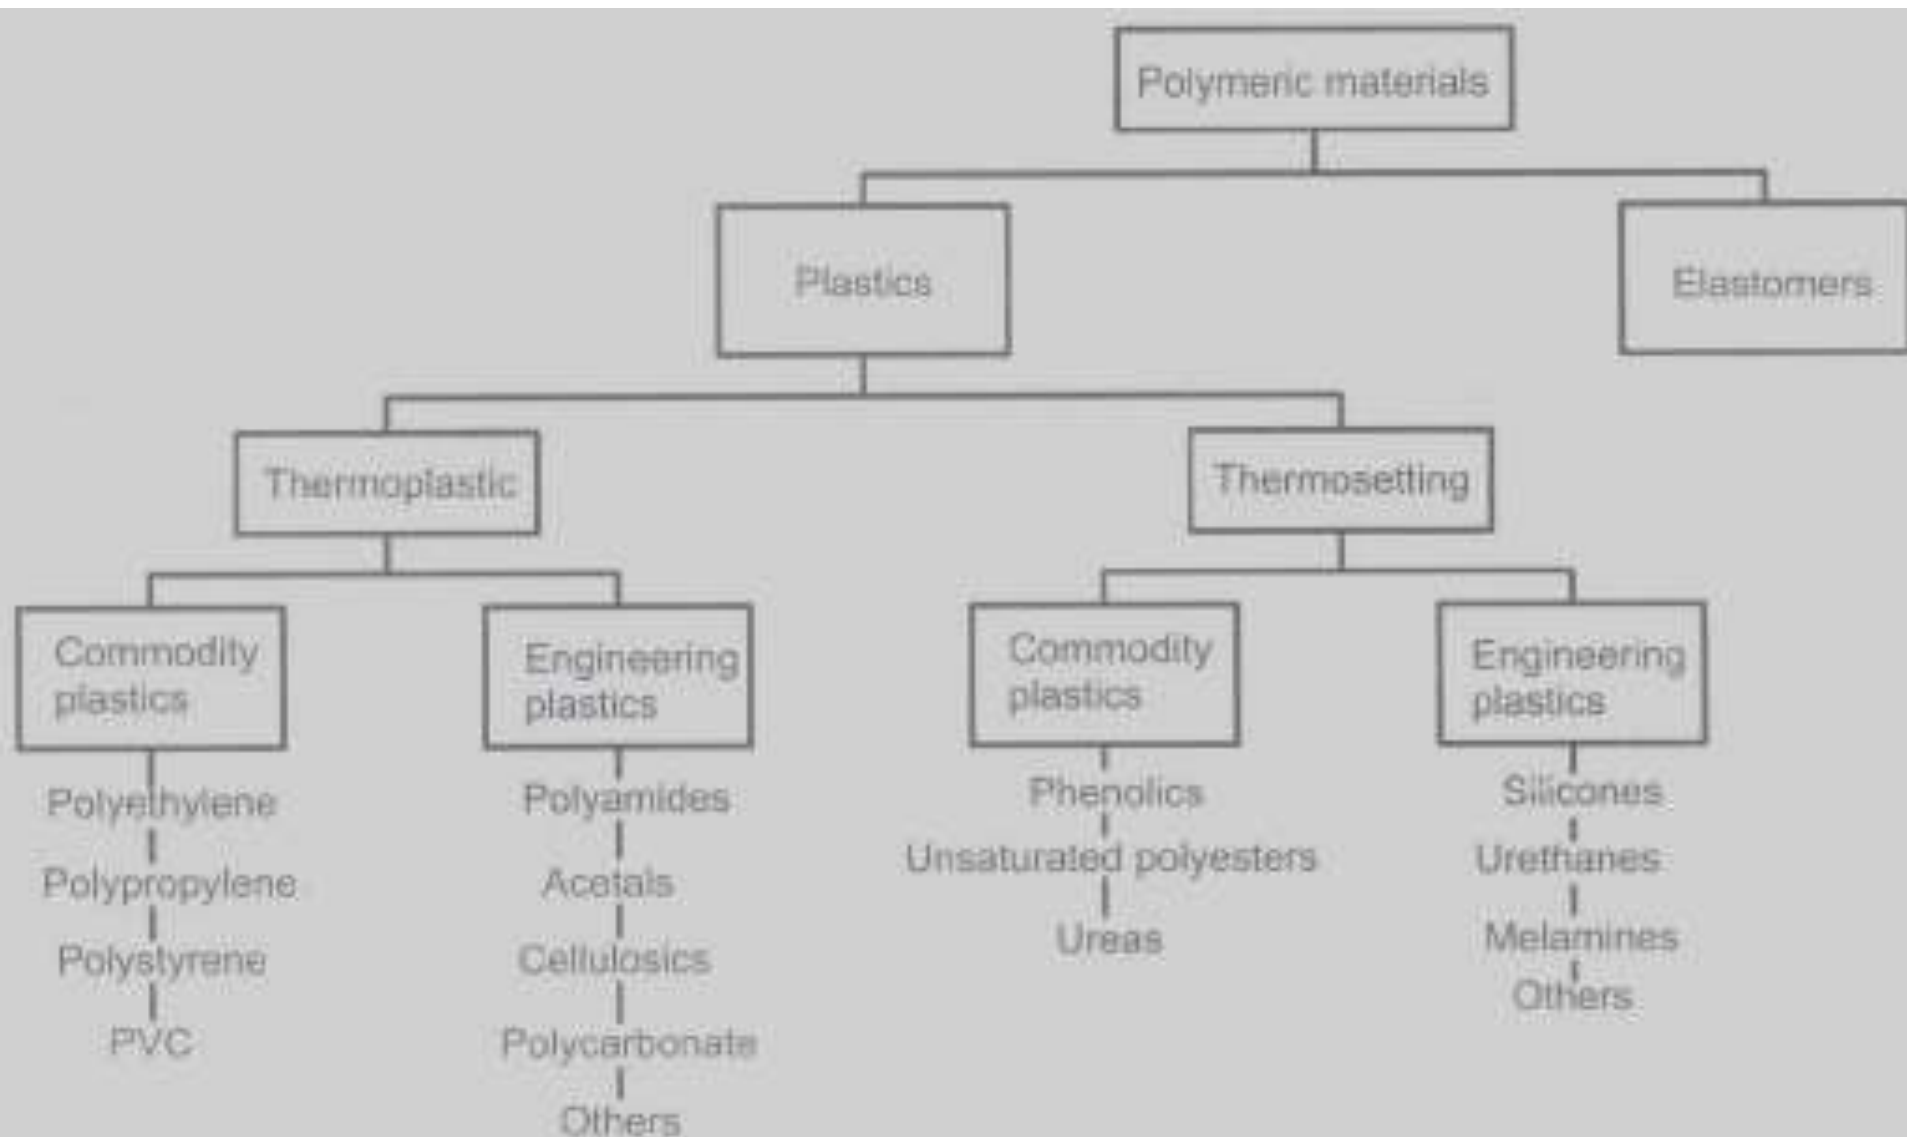 Polymeric materials
Plastics
Elastomers
Thermoplastic
Thermosetting
Commodity
plastics
Engineering
plastics
Commodity
plastics
Engineering
plastics
Polyethylene
Polypropylene
Polystyrene
PVC
Polyamides
Acetals
Cellulosics
Polycarbonate
Others
Phenolics
Unsaturated polyesters
Ureas
Silicones
Urethanes
Melamines
Others